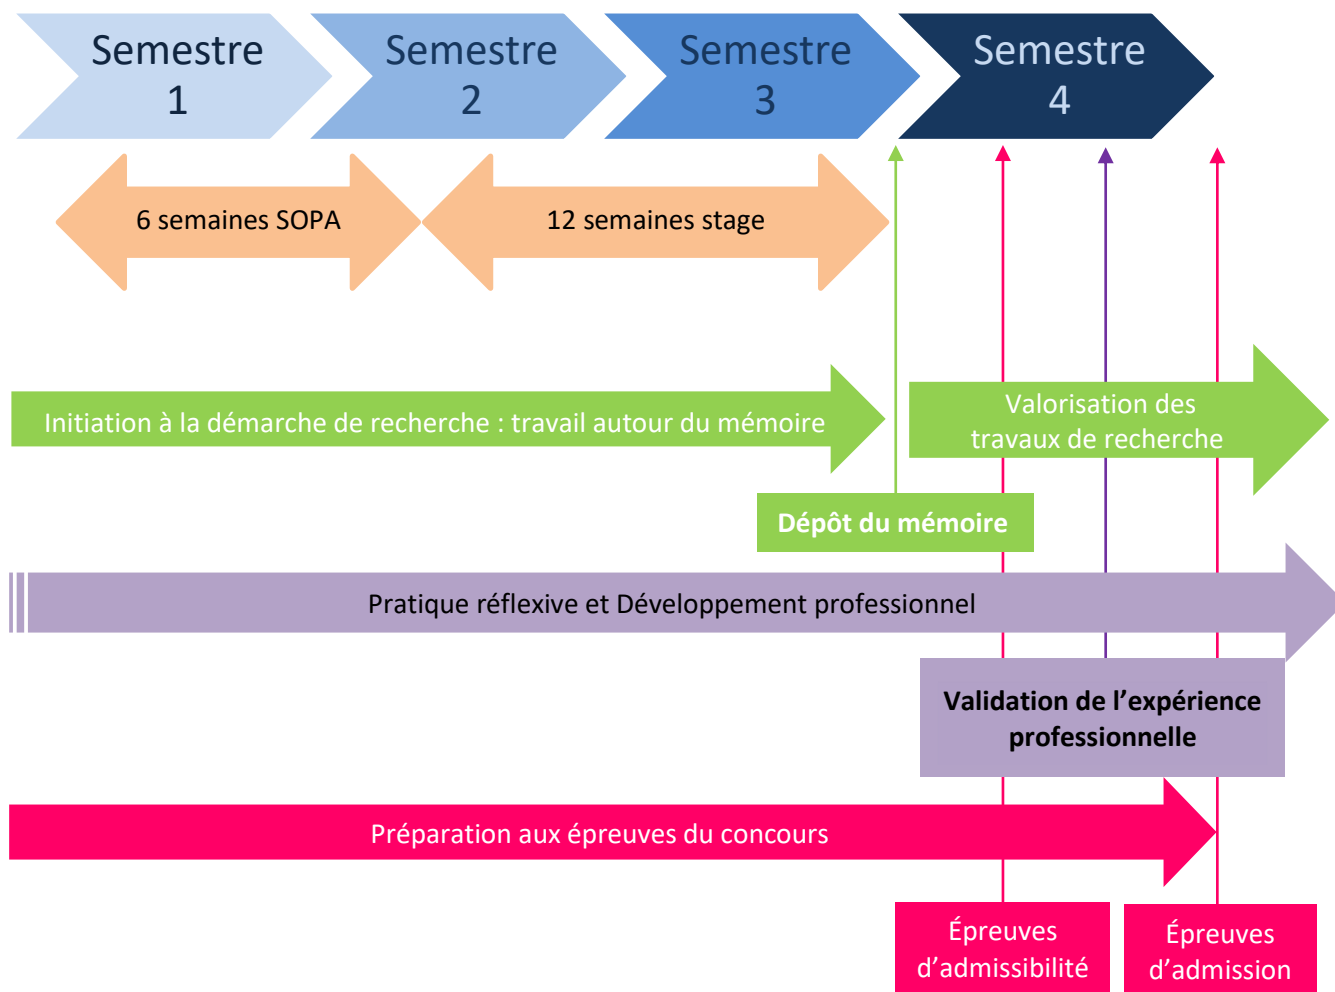 Semestre
1
Semestre
2
Semestre
3
Semestre
4
6 semaines SOPA
12 semaines stage
Initiation à la démarche de recherche : travail autour du mémoire
Valorisation des
travaux de recherche
Dépôt du mémoire
Pratique réflexive et Développement professionnel
Validation de l’expérience
professionnelle
Préparation aux épreuves du concours
Épreuves
d’admissibilité
Épreuves
d’admission